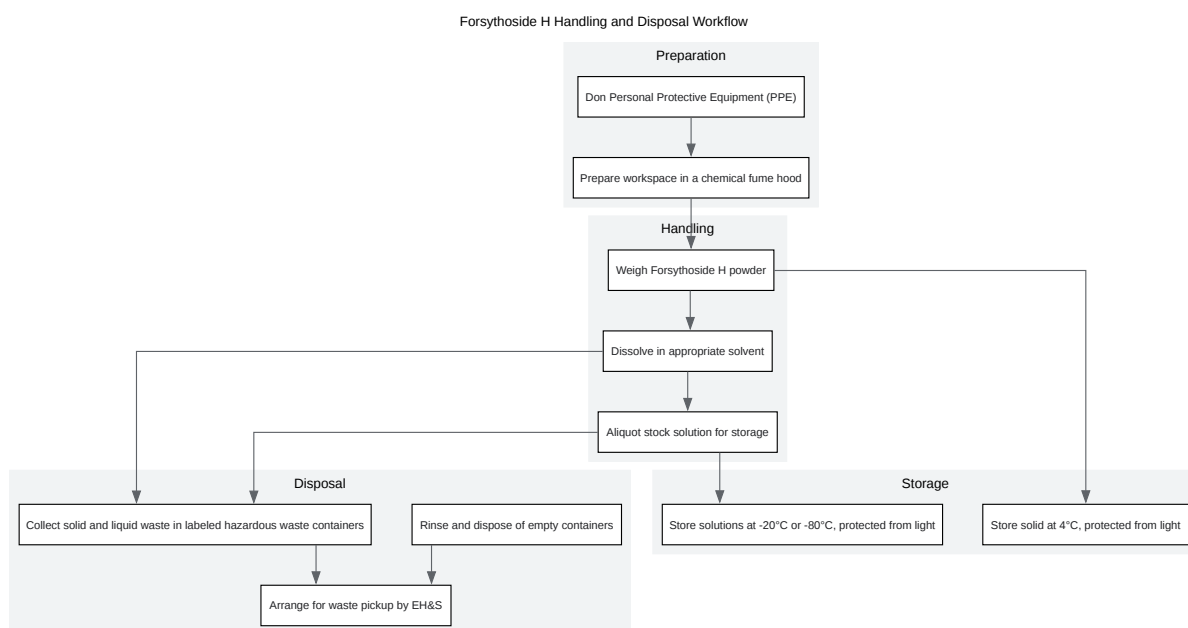 Forsythoside H Handling and Disposal Workflow
Preparation
Don Personal Protective Equipment (PPE)
Prepare workspace in a chemical fume hood
Handling
Weigh Forsythoside H powder
Dissolve in appropriate solvent
Aliquot stock solution for storage
Disposal
Collect solid and liquid waste in labeled hazardous waste containers
Rinse and dispose of empty containers
Arrange for waste pickup by EH&S
Storage
Store solutions at -20°C or -80°C, protected from light
Store solid at 4°C, protected from light